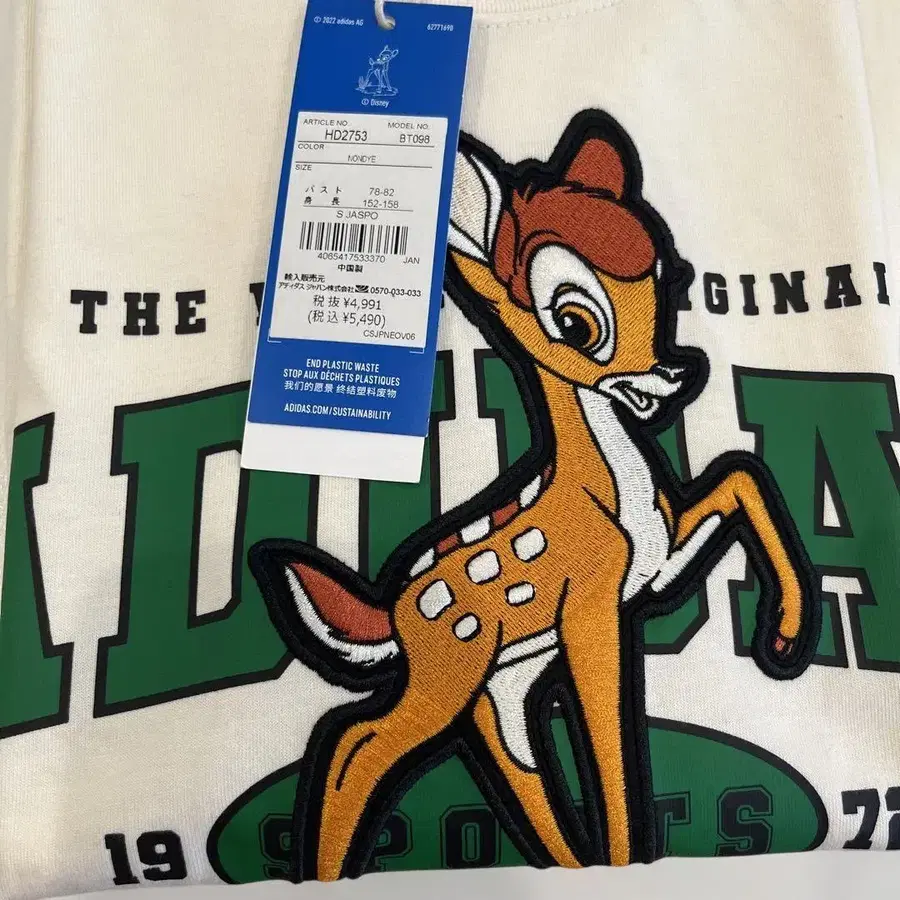 © 2022 adidas AG 62771690
© Disney
ARTICLE NO. MODEL NO.
HD2753 BT098
COLOR
NONDYE
SIZE
バスト 78-82
身 長 152-158
S JASPO
4065417533370 JAN
中国製
輸入販売元
アディダス ジャパン株式会社 0570-033-033
税抜 ¥4,991
(税込 ¥5,490)
CSJPNEOV06
END PLASTIC WASTE
STOP AUX DÉCHETS PLASTIQUES
我们的愿景 终结塑料废物
ADIDAS.COM/SUSTAINABILITY
THE
SPORTS
19 72